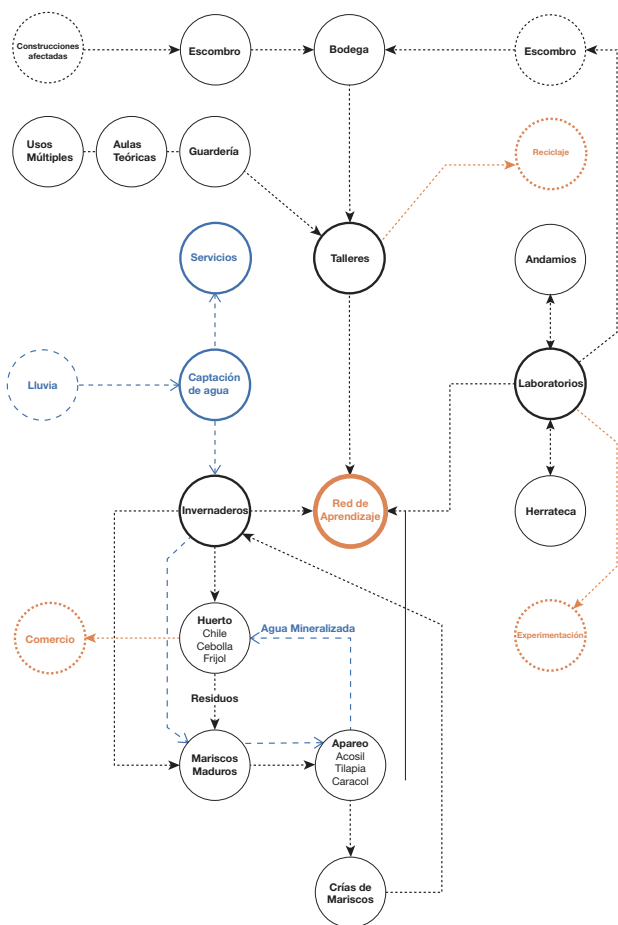 Construcciones
afectadas
Escombro
Bodega
Escombro
Usos
Múltiples
Aulas
Teóricas
Guardería
Reciclaje
Servicios
Talleres
Andamios
Lluvia
Captación
de agua
Laboratorios
Invernaderos
Red de
Aprendizaje
Herrateca
Comercio
Huerto
Chile
Cebolla
Frijol
Agua Mineralizada
Experimentación
Residuos
Mariscos
Maduros
Apareo
Acosil
Tilapia
Caracol
Crías de
Mariscos